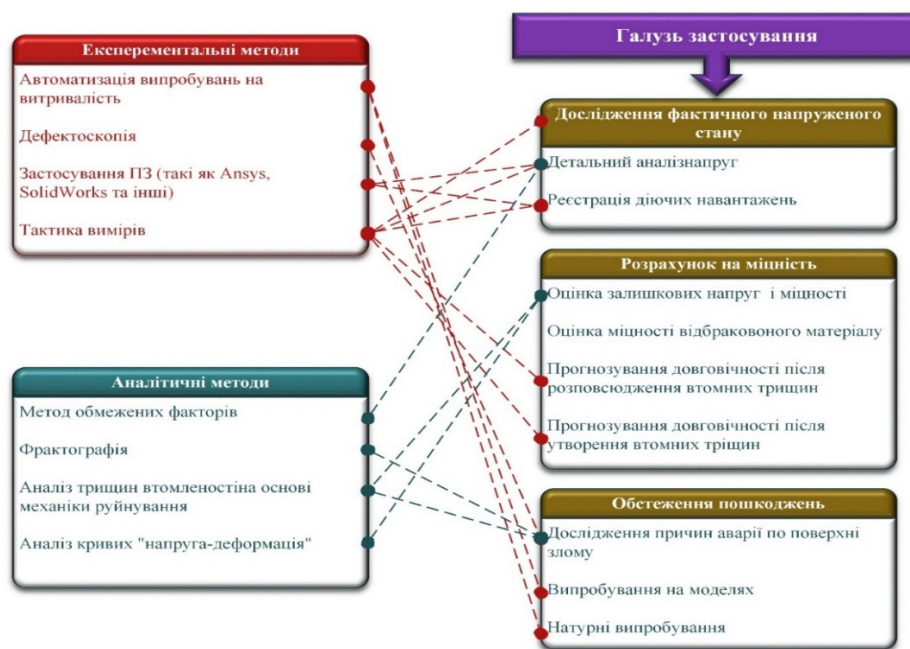 Експерементальні методи
Автоматизація випробувань на
витривалість
Дефектоскопія
Застосування ПЗ (такі як Ansys,
SolidWorks та інші)
Тактика вимірів
Аналітичні методи
Метод обмежених факторів
Фрактографія
Аналіз трищин втомленостіна основі
механіки руйнування
Аналіз кривих "напруга-деформація"
Галузь застосування
Дослідження фактичного напруженого
стану
Детальний аналізнапруг
Реєстрація діючих навантажень
Розрахунок на міцність
Оцінка залишкових напруг і міцності
Оцінка міцності відбраковоного матеріалу
Прогнозування довговічності після
розповсюдження втомних трищин
Прогнозування довговічності після
утворення втомних тріщин
Обстеження пошкоджень
Дослідження причин аварії по поверхні
злому
Випробування на моделях
Натурні випробування